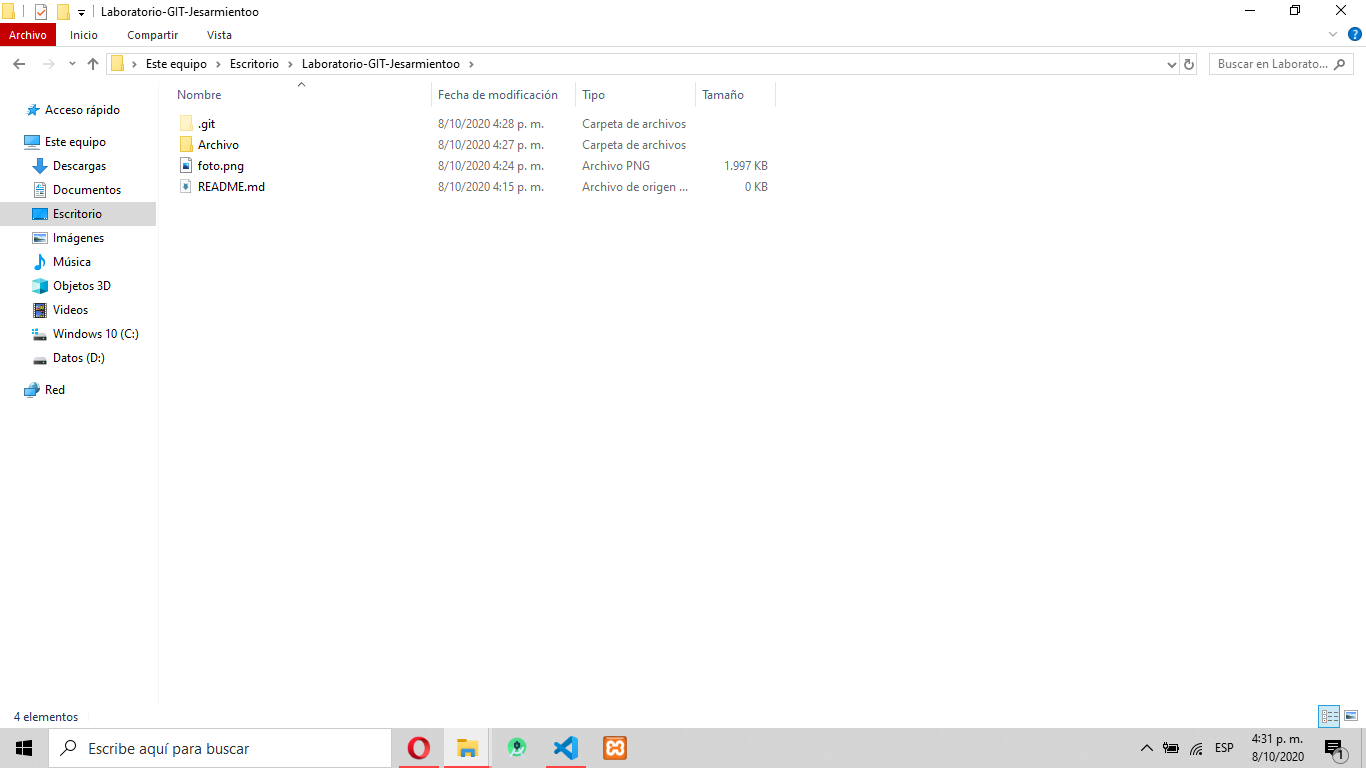 Laboratorio-GIT-Jesarmientoo
Archivo Inicio Compartir Vista
Este equipo Escritorio Laboratorio-GIT-Jesarmientoo Buscar en Laborato...
Nombre Fecha de modificación Tipo Tamaño
.git 8/10/2020 4:28 p. m. Carpeta de archivos
Archivo 8/10/2020 4:27 p. m. Carpeta de archivos
foto.png 8/10/2020 4:24 p. m. Archivo PNG 1.997 KB
README.md 8/10/2020 4:15 p. m. Archivo de origen ... 0 KB
Acceso rápido
Este equipo
Descargas
Documentos
Escritorio
Imágenes
Música
Objetos 3D
Videos
Windows 10 (C:)
Datos (D:)
Red
4 elementos
Escribe aquí para buscar
ESP
4:31 p. m.
8/10/2020
1